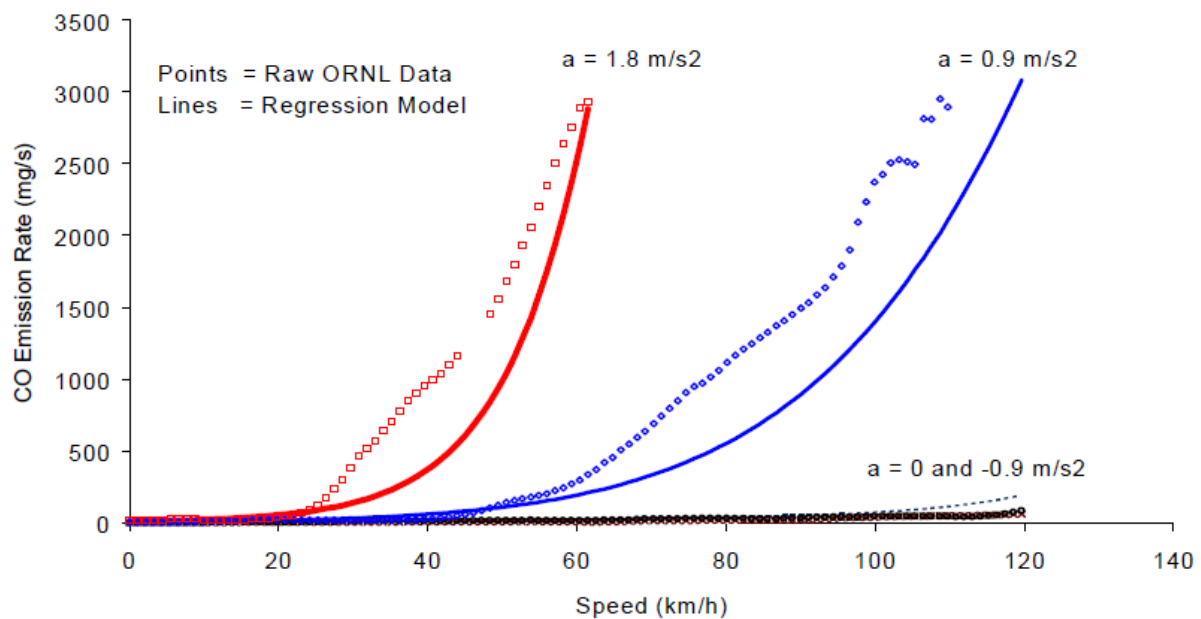 3500
3000
2500
2000
1500
1000
500
0
CO Emission Rate (mg/s)
Points = Raw ORNL Data
Lines = Regression Model
a = 1.8 m/s2
a = 0.9 m/s2
a = 0 and -0.9 m/s2
0 20 40 60 80 100 120 140
Speed (km/h)